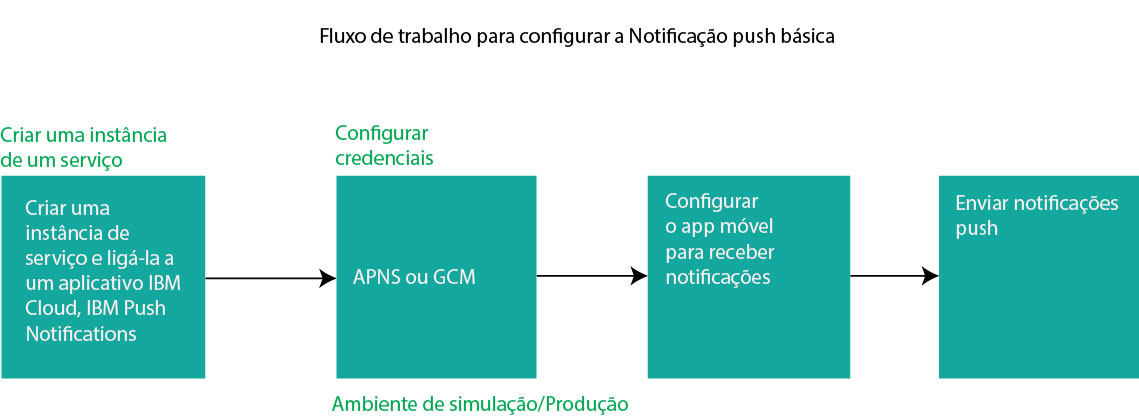 Fluxo de trabalho para configurar a Notificação push básica
Criar uma instância
de um serviço
Criar uma
instância de
serviço e ligá-la a
um aplicativo IBM
Cloud, IBM Push
Notifications
Configurar
credenciais
APNS ou GCM
Ambiente de simulação/Produção
Configurar
o app móvel
para receber
notificações
Enviar notificações
push